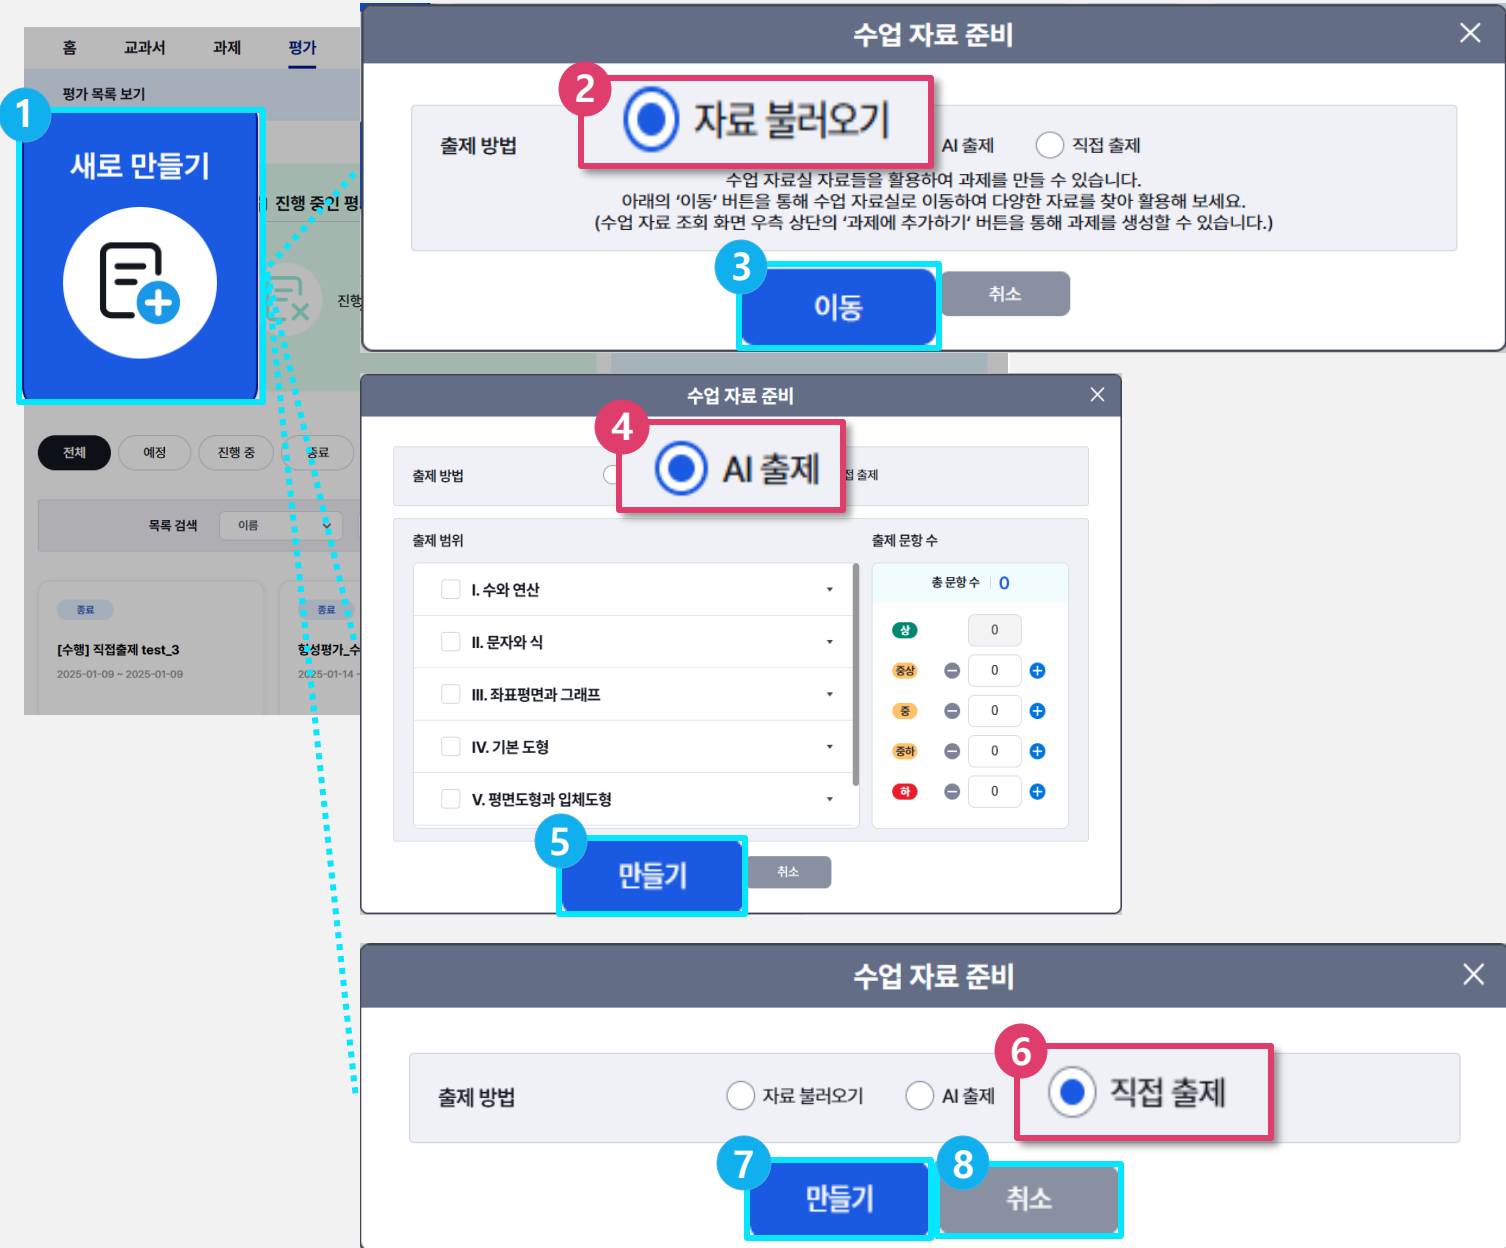 홈 교과서 과제 평가
평가 목록 보기
1
새로 만들기
진행 중인 평
진행
전체 예정 진행 중 종료
목록 검색 이름
종료
[수행] 직접출제 test_3
2025-01-09 ~ 2025-01-09
종료
형성평가_수
2025-01-14 ~
수업 자료 준비
2
출제 방법 자료 불러오기 AI 출제 직접 출제
수업 자료실 자료들을 활용하여 과제를 만들 수 있습니다.
아래의 ‘이동’ 버튼을 통해 수업 자료실로 이동하여 다양한 자료를 찾아 활용해 보세요.
(수업 자료 조회 화면 우측 상단의 ‘과제에 추가하기‘ 버튼을 통해 과제를 생성할 수 있습니다.)
3
이동 취소
수업 자료 준비
4
출제 방법 AI 출제 접 출제
출제 범위
I. 수와 연산
II. 문자와 식
III. 좌표평면과 그래프
IV. 기본 도형
V. 평면도형과 입체도형
출제 문항 수
총 문항 수 | 0
상 0
중상 0
중 0
중하 0
하 0
5
만들기 취소
수업 자료 준비
6
출제 방법 자료 불러오기 AI 출제 직접 출제
7 8
만들기 취소